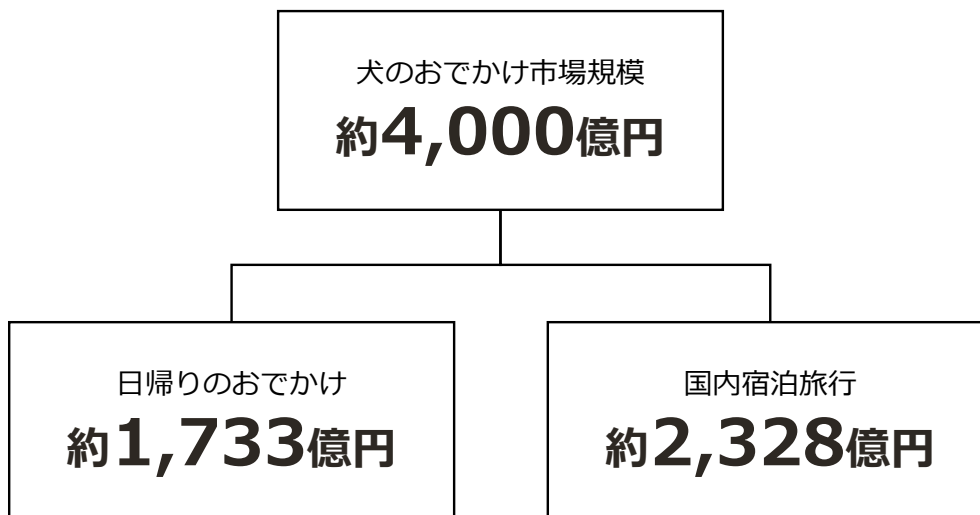 犬のおでかけ市場規模
約4,000億円
日帰りのおでかけ
約1,733億円
国内宿泊旅行
約2,328億円